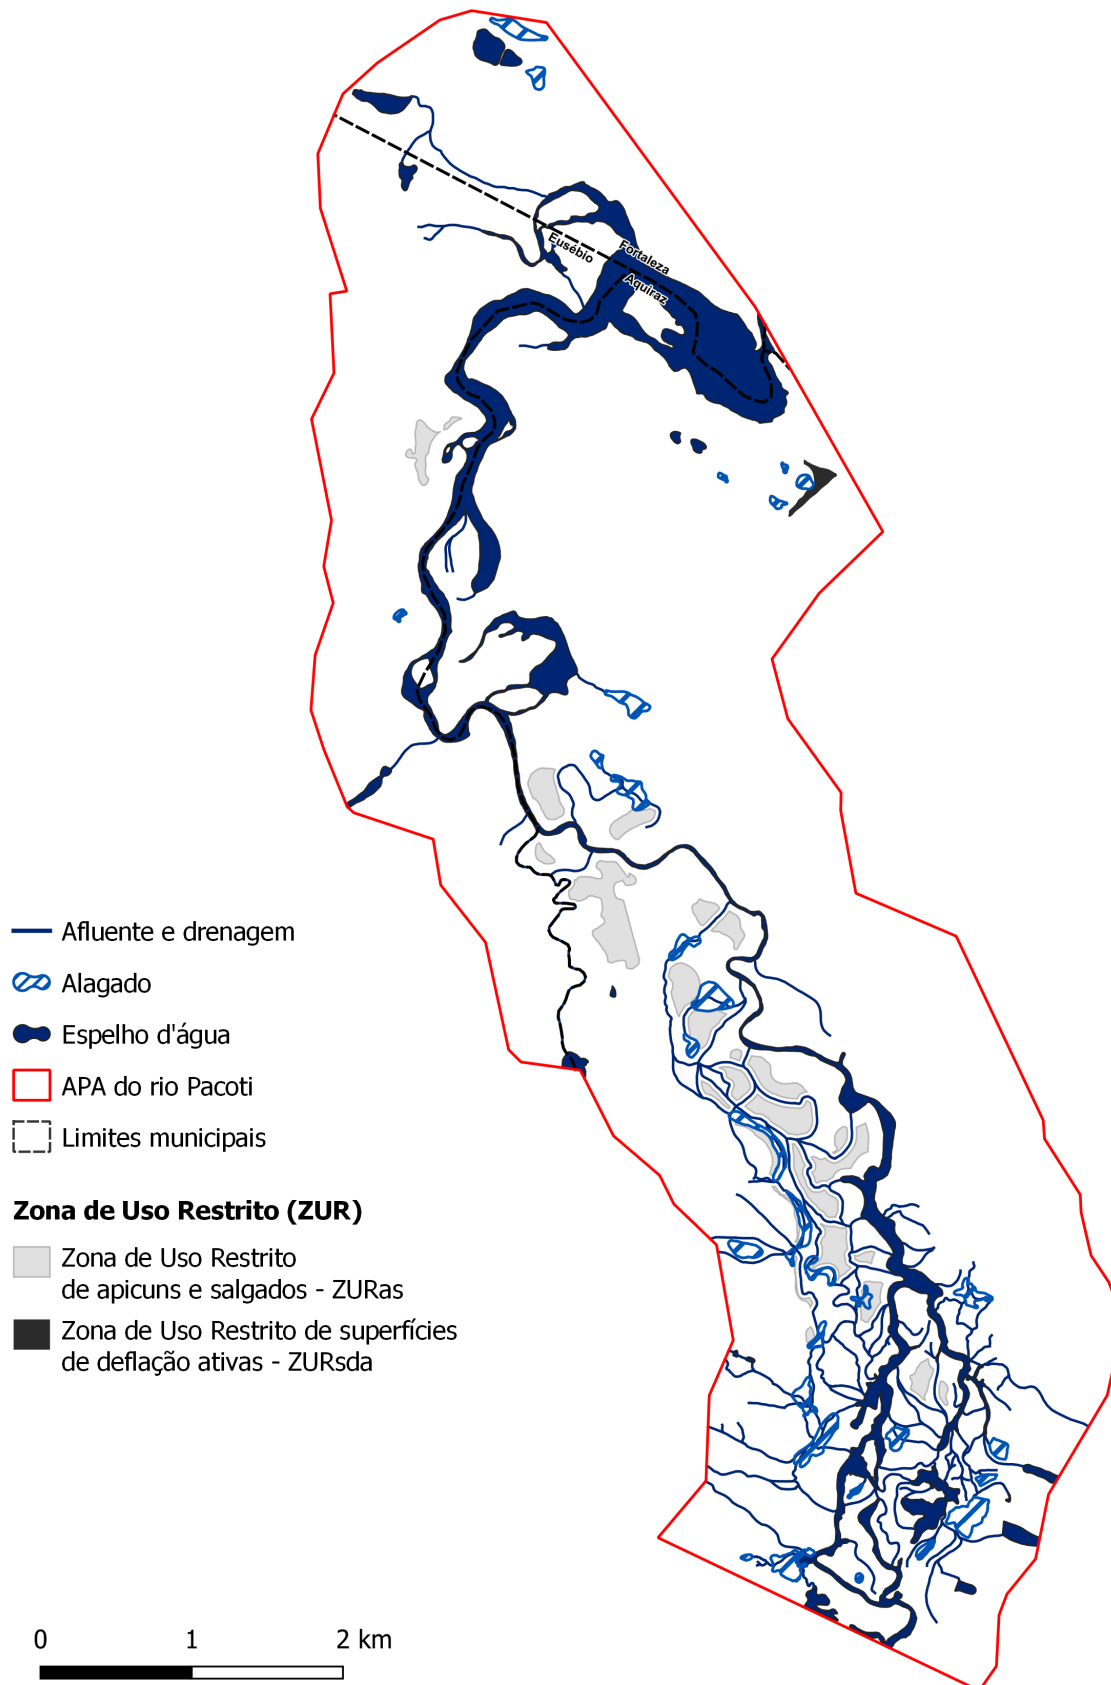 Fortaleza
Eusébio
Aquiraz
Afluente e drenagem
Alagado
Espelho d'água
APA do rio Pacoti
Limites municipais
Zona de Uso Restrito (ZUR)
Zona de Uso Restrito
de apicuns e salgados - ZURas
Zona de Uso Restrito de superfícies
de deflação ativas - ZURsda
0 1 2 km